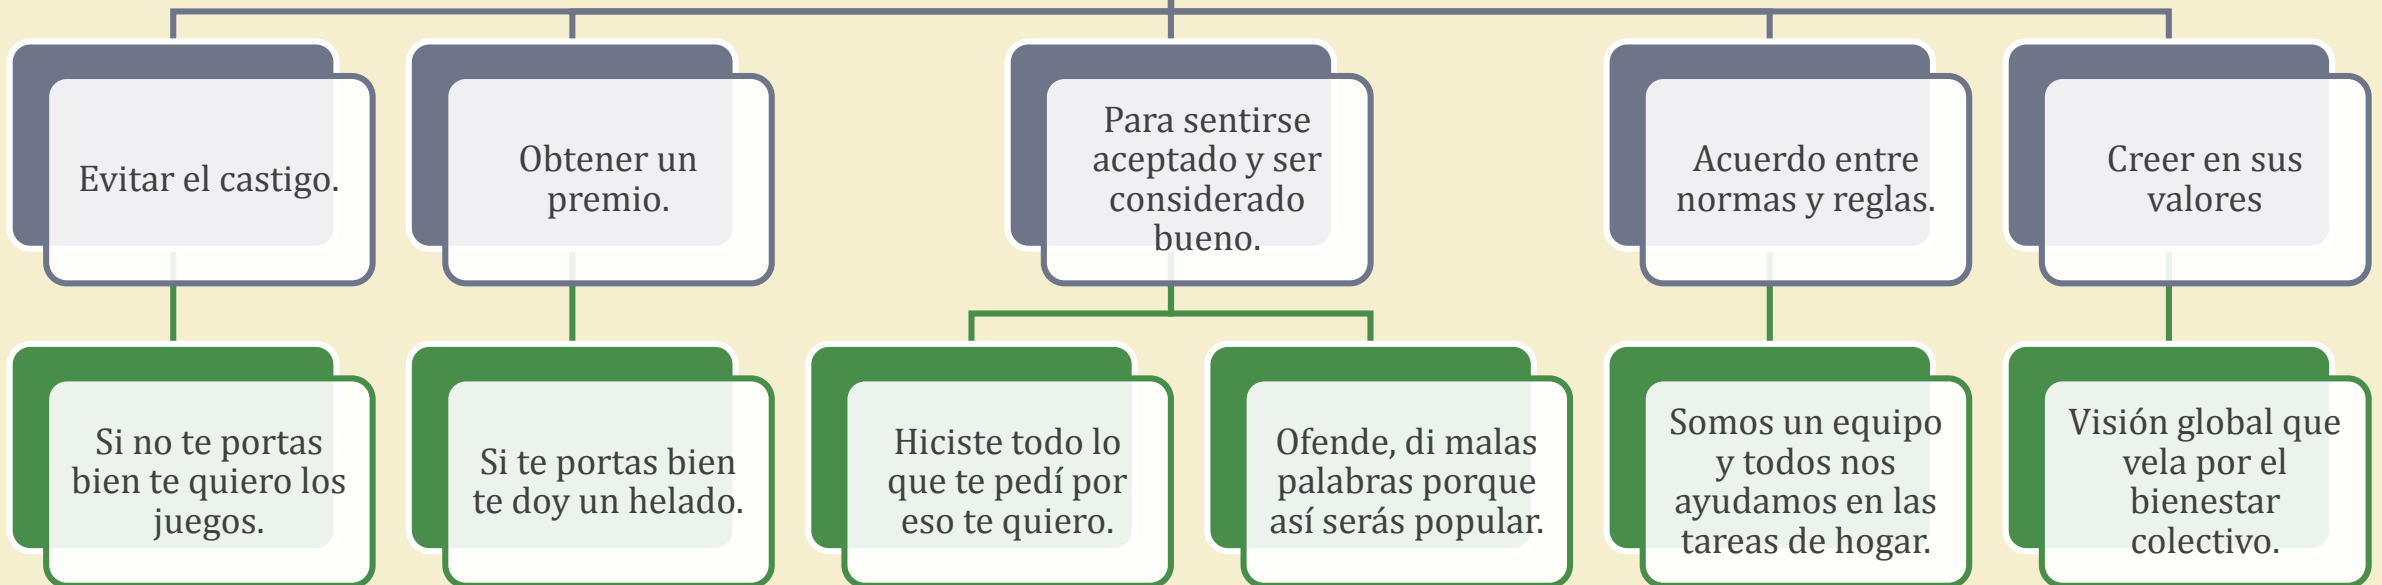 Evitar el castigo.
Obtener un
premio.
Para sentirse
aceptado y ser
considerado
bueno.
Acuerdo entre
normas y reglas.
Creer en sus
valores
Si no te portas
bien te quiero los
juegos.
Si te portas bien
te doy un helado.
Hiciste todo lo
que te pedí por
eso te quiero.
Ofende, di malas
palabras porque
así serás popular.
Somos un equipo
y todos nos
ayudamos en las
tareas de hogar.
Visión global que
vela por el
bienestar
colectivo.